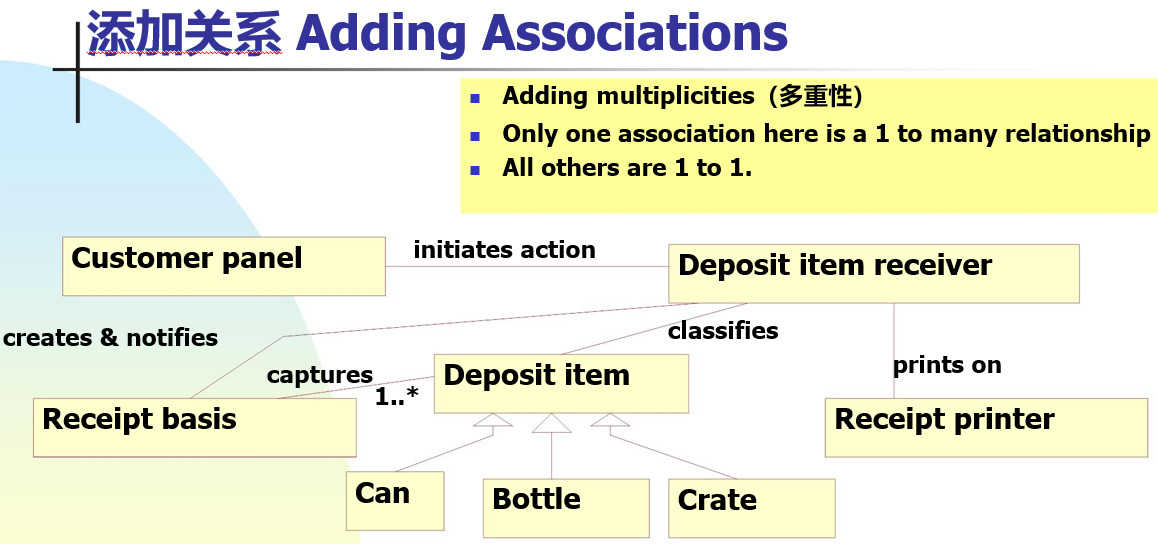 添加关系 Adding Associations
Adding multiplicities (多重性)
Only one association here is a 1 to many relationship
All others are 1 to 1.
Customer panel
initiates action
Deposit item receiver
creates & notifies
classifies
captures
1..*
Deposit item
prints on
Receipt basis
Receipt printer
Can
Bottle
Crate